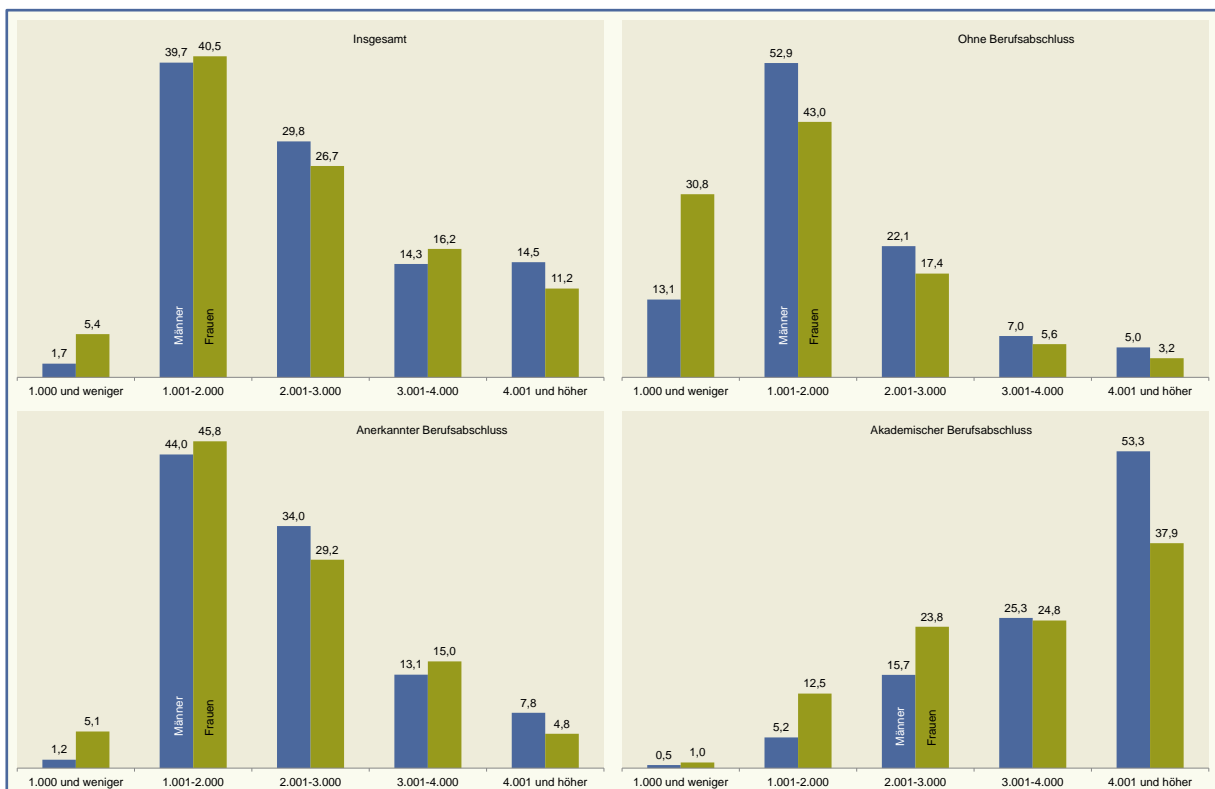 Insgesamt
39,7 40,5
29,8
26,7
14,3 16,2 14,5
11,2
1,7 5,4
Männer
Frauen
1.000 und weniger 1.001-2.000 2.001-3.000 3.001-4.000 4.001 und höher
Ohne Berufsabschluss
52,9
43,0
30,8
13,1
22,1
17,4
7,0 5,6 5,0 3,2
Männer
Frauen
1.000 und weniger 1.001-2.000 2.001-3.000 3.001-4.000 4.001 und höher
Anerkannter Berufsabschluss
44,0 45,8
34,0
29,2
13,1 15,0
7,8
4,8
1,2 5,1
Männer
Frauen
1.000 und weniger 1.001-2.000 2.001-3.000 3.001-4.000 4.001 und höher
Akademischer Berufsabschluss
53,3
37,9
25,3 24,8
15,7 23,8
5,2 12,5
0,5 1,0
Männer
Frauen
1.000 und weniger 1.001-2.000 2.001-3.000 3.001-4.000 4.001 und höher